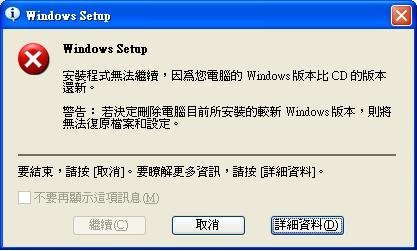 Windows Setup
Windows Setup
安裝程式無法繼續，因為您電腦的 Windows 版本比 CD 的版本
還新。
警告： 若決定刪除電腦目前所安裝的較新 Windows 版本，則將
無法復原檔案和設定。
要結束，請按 [取消]。要瞭解更多資訊，請按 [詳細資料]。
不要再顯示這項訊息(M)
繼續(C)
取消
詳細資料(D)